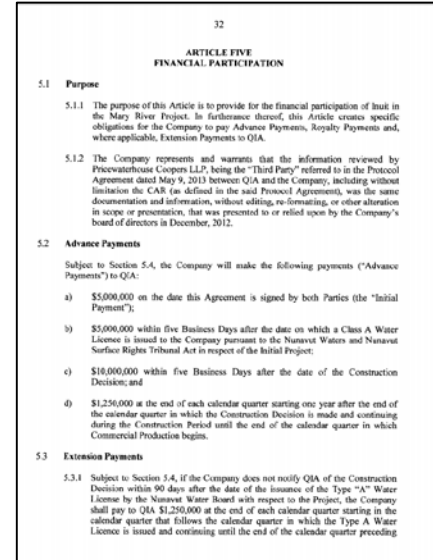 32
ARTICLE FIVE
FINANCIAL PARTICIPATION
5.1 Purpose
5.1.1 The purpose of this Article is to provide for the financial participation of Inuit in
the Mary River Project. In furtherance thereof, this Article creates specific
obligations for the Company to pay Advance Payments, Royalty Payments and,
where applicable, Extension Payments to QIA.
5.1.2 The Company represents and warrants that the information reviewed by
Pricewaterhouse Coopers LLP, being the "Third Party" referred to in the Protocol
Agreement dated May 9, 2013 between QIA and the Company, including without
limitation the CAR (as defined in the said Protocol Agreement), was the same
documentation and information, without editing, re-formatting, or other alteration
in scope or presentation, that was presented to or relied upon by the Company's
board of directors in December, 2012.
5.2 Advance Payments
Subject to Section 5.4, the Company will make the following payments ("Advance
Payments") to QIA:
a) $5,000,000 on the date this Agreement is signed by both Parties (the "Initial
Payment");
b) $5,000,000 within five Business Days after the date on which a Class A Water
Licence is issued to the Company pursuant to the Nunavut Waters and Nunavut
Surface Rights Tribunal Act in respect of the Initial Project;
c) $10,000,000 within five Business Days after the date of the Construction
Decision; and
d) $1,250,000 at the end of each calendar quarter starting one year after the end of
the calendar quarter in which the Construction Decision is made and continuing
during the Construction Period until the end of the calendar quarter in which
Commercial Production begins.
5.3 Extension Payments
5.3.1 Subject to Section 5.4, if the Company does not notify QIA of the Construction
Decision within 90 days after the date of the issuance of the Type "A" Water
License by the Nunavut Water Board with respect to the Project, the Company
shall pay to QIA $1,250,000 at the end of each calendar quarter starting in the
calendar quarter that follows the calendar quarter in which the Type A Water
Licence is issued and continuing until the end of the calendar quarter preceding